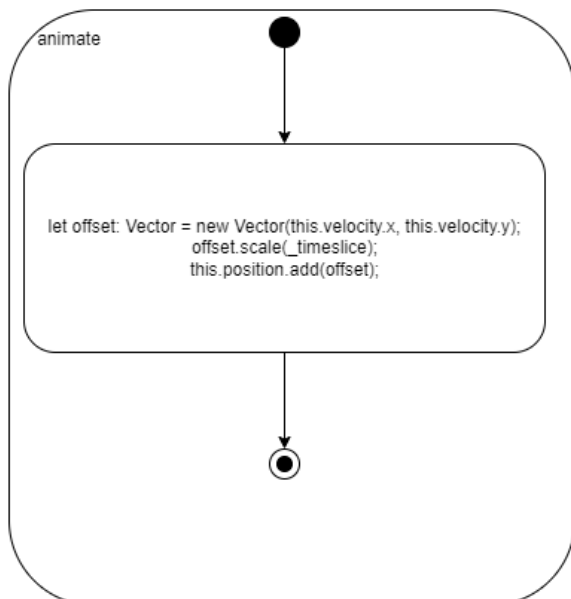 animate
let offset: Vector = new Vector(this.velocity.x, this.velocity.y);
offset.scale(_timeslice);
this.position.add(offset);